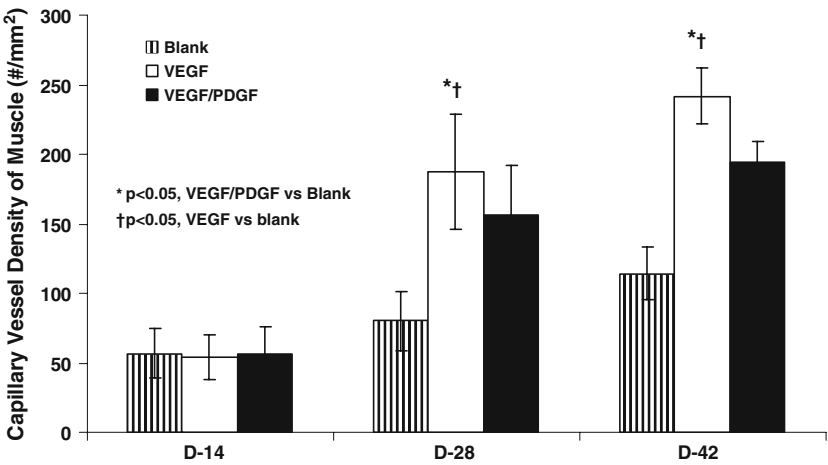 Capillary Vessel Density of Muscle (#/mm²)
300
250
200
150
100
50
0
Blank
VEGF
VEGF/PDGF
* p<0.05, VEGF/PDGF vs Blank
†p<0.05, VEGF vs blank
*†
*†
D-14
D-28
D-42